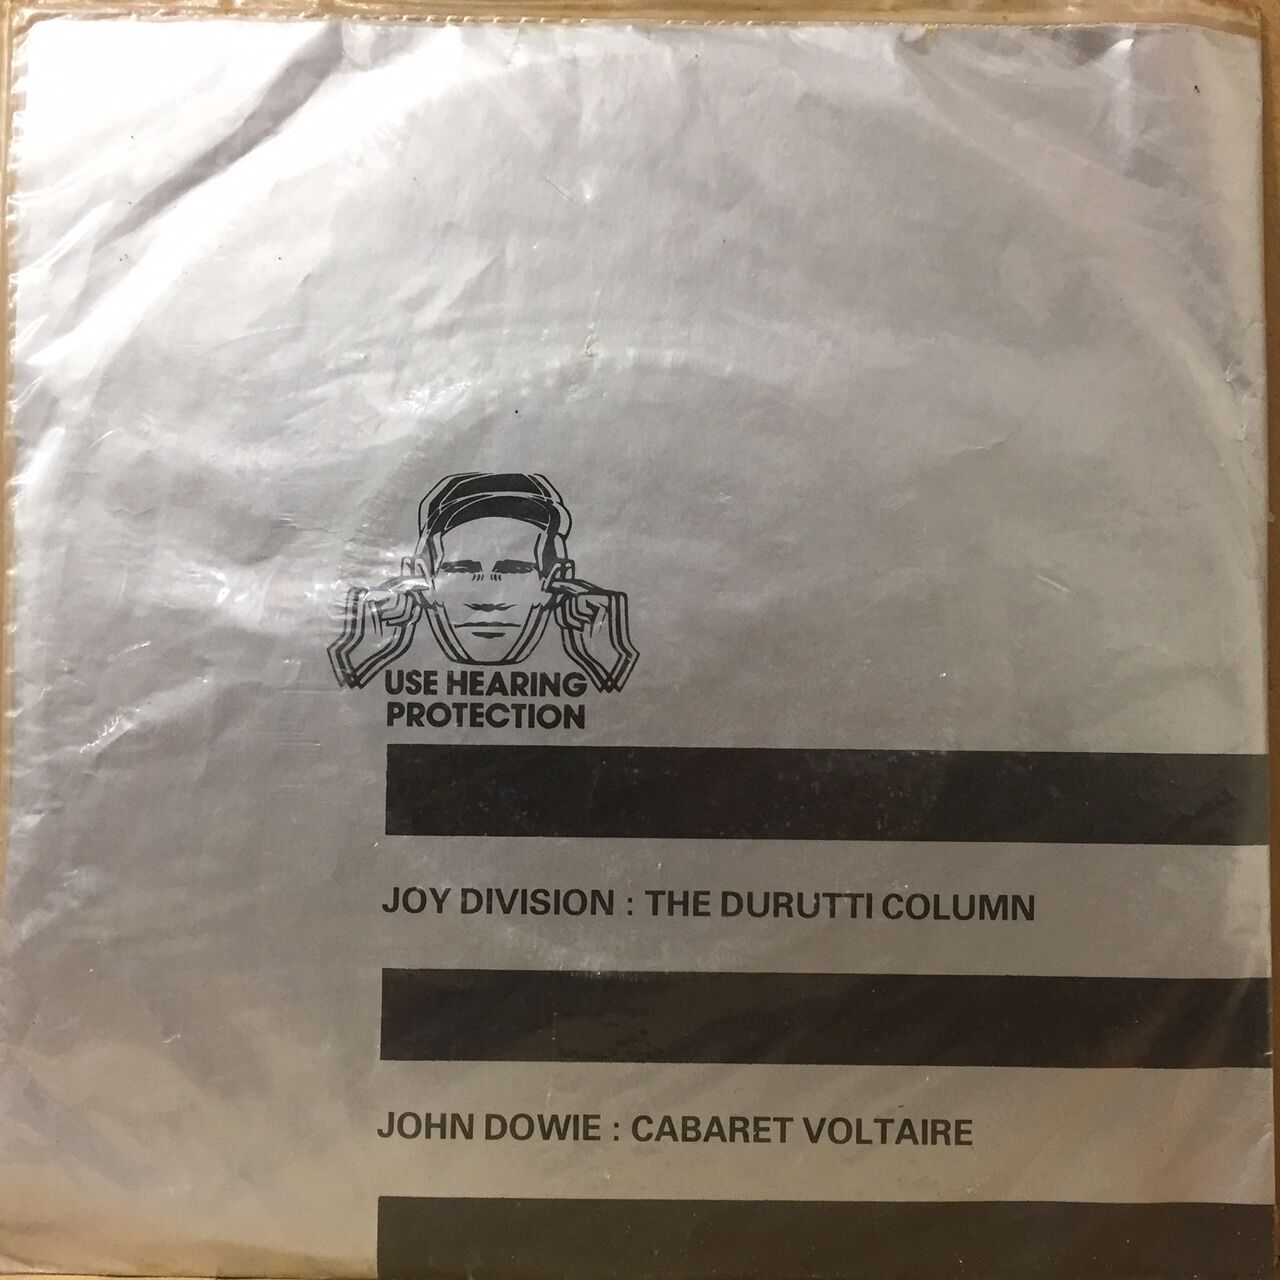 USE HEARING
PROTECTION
JOY DIVISION : THE DURUTTI COLUMN
JOHN DOWIE : CABARET VOLTAIRE